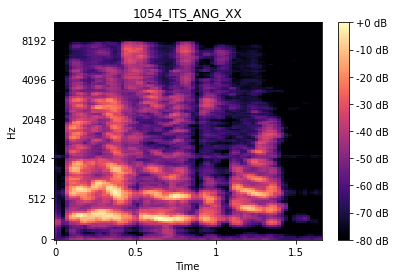 1054_ITS_ANG_XX
+0 dB
8192
-10 dB
4096
-20 dB
-30 dB
2048
Hz
-40 dB
1024
-50 dB
512
-60 dB
-70 dB
0
-80 dB
0
0.5
1
1.5
Time